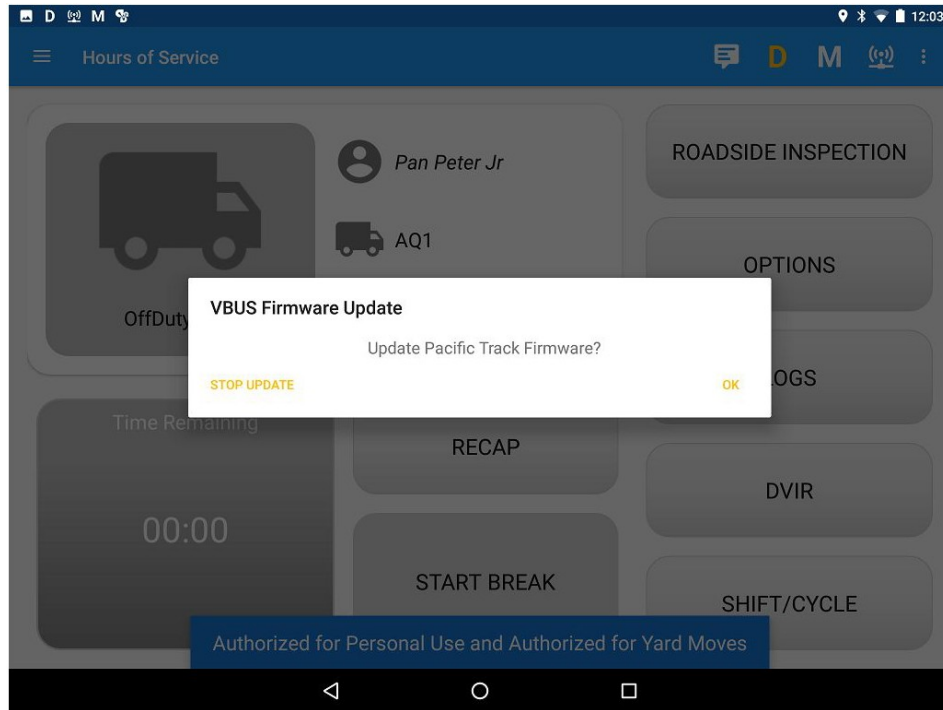 D M 12:03
Hours of Service
D M
Pan Peter Jr
AQ1
OffDuty
ROADSIDE INSPECTION
OPTIONS
VBUS Firmware Update
Update Pacific Track Firmware?
STOP UPDATE
OK
OGS
Time Remaining
00:00
RECAP
DVIR
START BREAK
SHIFT/CYCLE
Authorized for Personal Use and Authorized for Yard Moves